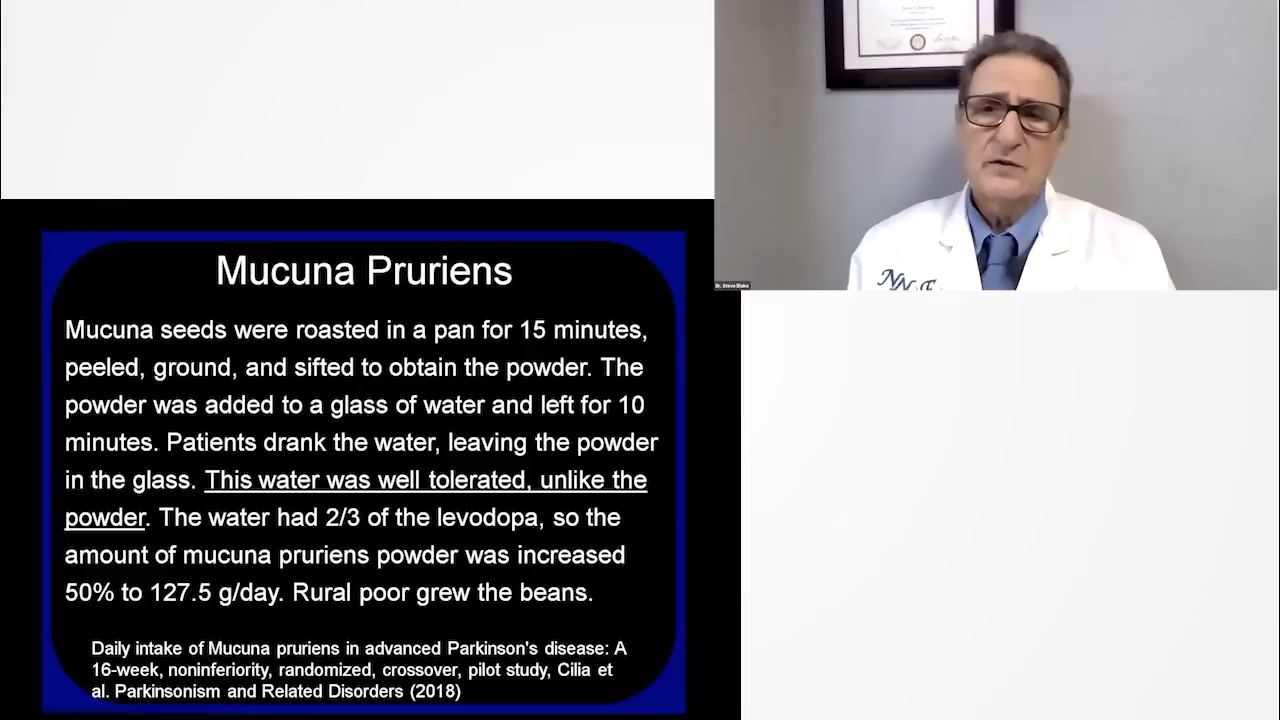 Mucuna Pruriens
Mucuna seeds were roasted in a pan for 15 minutes,
peeled, ground, and sifted to obtain the powder. The
powder was added to a glass of water and left for 10
minutes. Patients drank the water, leaving the powder
in the glass. This water was well tolerated, unlike the
powder. The water had 2/3 of the levodopa, so the
amount of mucuna pruriens powder was increased
50% to 127.5 g/day. Rural poor grew the beans.
Daily intake of Mucuna pruriens in advanced Parkinson's disease: A
16-week, noninferiority, randomized, crossover, pilot study, Cilia et
al. Parkinsonism and Related Disorders (2018)
Dr. Steve Blake